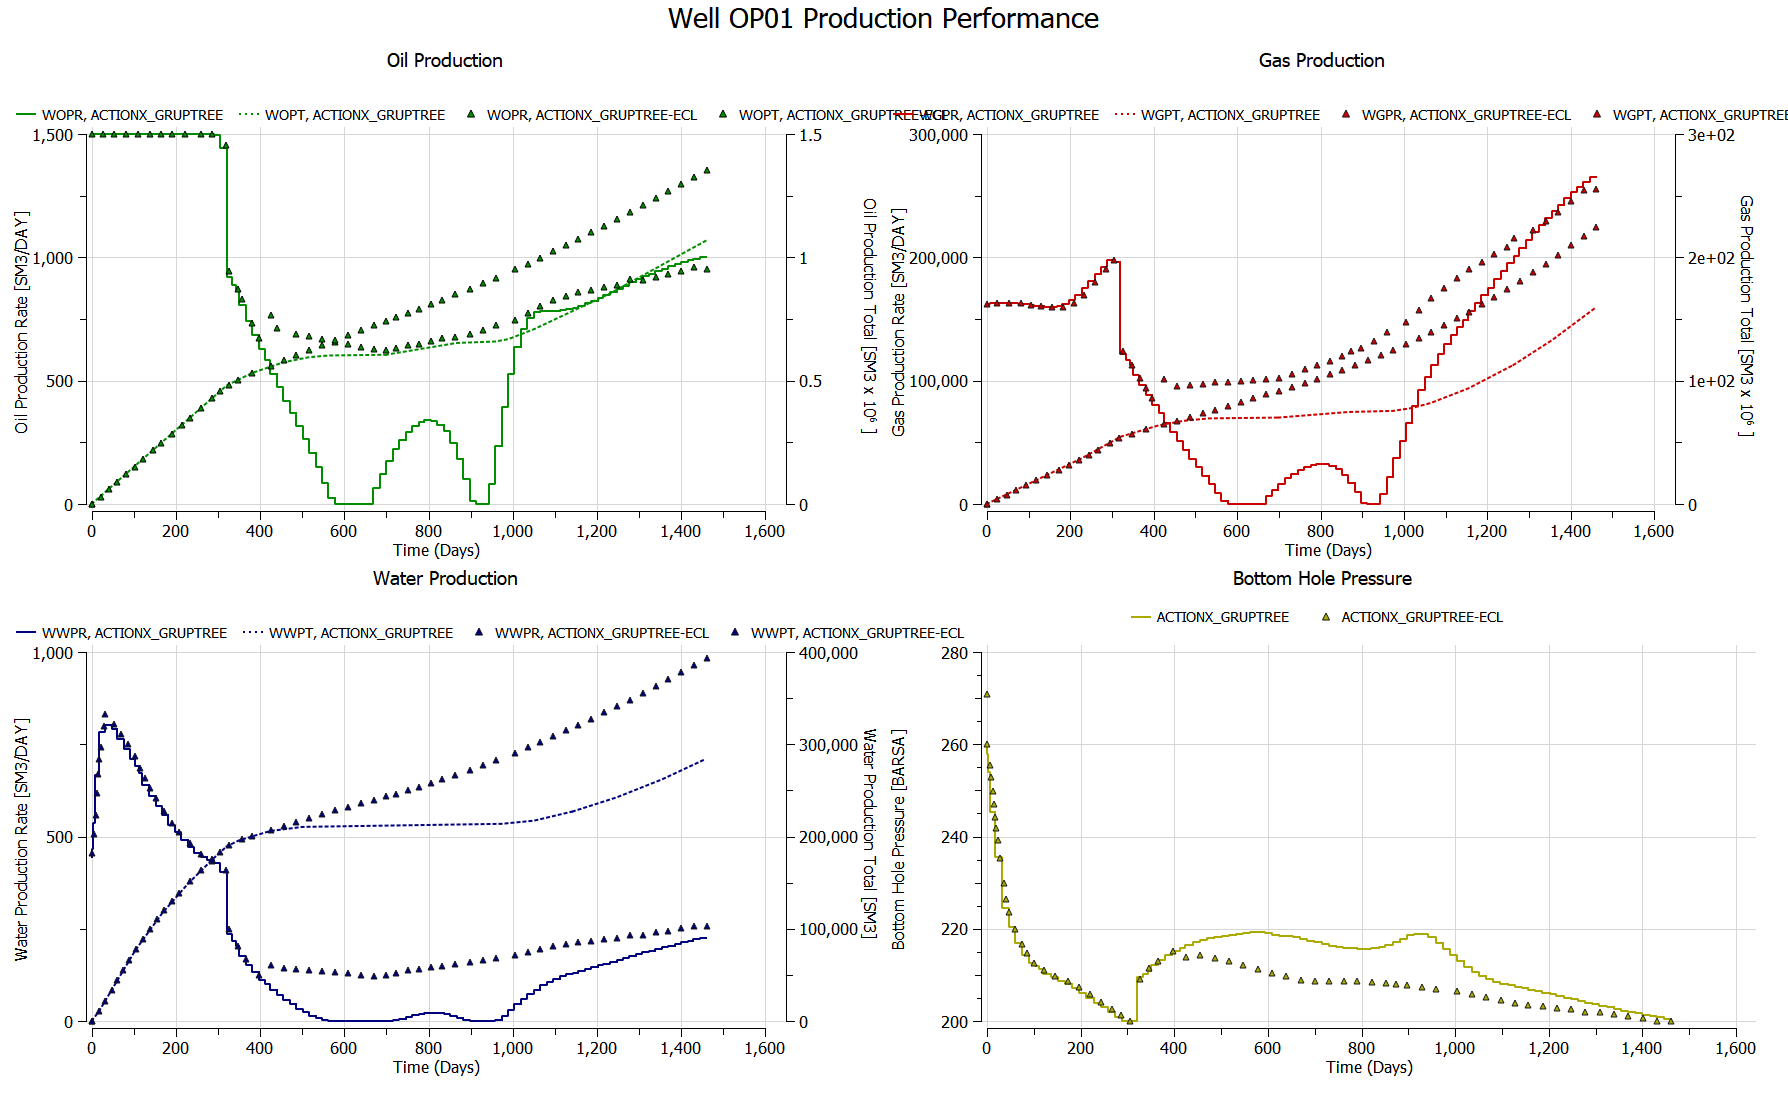 Well OP01 Production Performance
Oil Production
WOPR, ACTIONX_GRUPTREE
WOPT, ACTIONX_GRUPTREE
WOPR, ACTIONX_GRUPTREE-ECL
WOPT, ACTIONX_GRUPTREE-ECL
1,500
1,000
500
0
1.5
1
0.5
0
Oil Production Rate [SM3/DAY]
Oil Production Total [SM3 x 10⁶ ]
0 200 400 600 800 1,000 1,200 1,400 1,600
Time (Days)
Gas Production
WGPR, ACTIONX_GRUPTREE
WGPT, ACTIONX_GRUPTREE
WGPR, ACTIONX_GRUPTREE-ECL
WGPT, ACTIONX_GRUPTREE
300,000
200,000
100,000
0
3e+02
2e+02
1e+02
0
Gas Production Rate [SM3/DAY]
Gas Production Total [SM3 x 10⁶ ]
0 200 400 600 800 1,000 1,200 1,400 1,600
Time (Days)
Water Production
WWPR, ACTIONX_GRUPTREE
WWPT, ACTIONX_GRUPTREE
WWPR, ACTIONX_GRUPTREE-ECL
WWPT, ACTIONX_GRUPTREE-ECL
1,000
500
0
400,000
300,000
200,000
100,000
0
Water Production Rate [SM3/DAY]
Water Production Total [SM3]
0 200 400 600 800 1,000 1,200 1,400 1,600
Time (Days)
Bottom Hole Pressure
ACTIONX_GRUPTREE
ACTIONX_GRUPTREE-ECL
280
260
240
220
200
Bottom Hole Pressure [BARSA]
0 200 400 600 800 1,000 1,200 1,400 1,600
Time (Days)